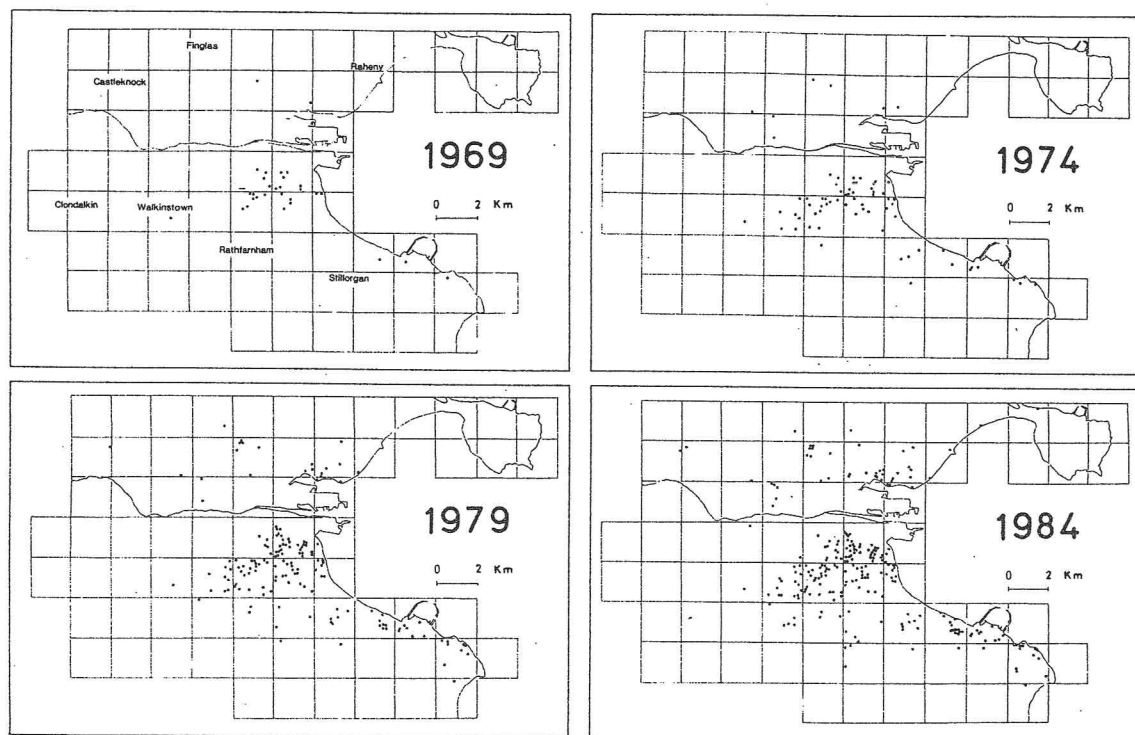 Finglas
Raheny
Castleknock
1969
Clondalkin
Walkinstown
0 2 Km
Rathfarnham
Stillorgan
1974
0 2 Km
1979
0 2 Km
1984
0 2 Km